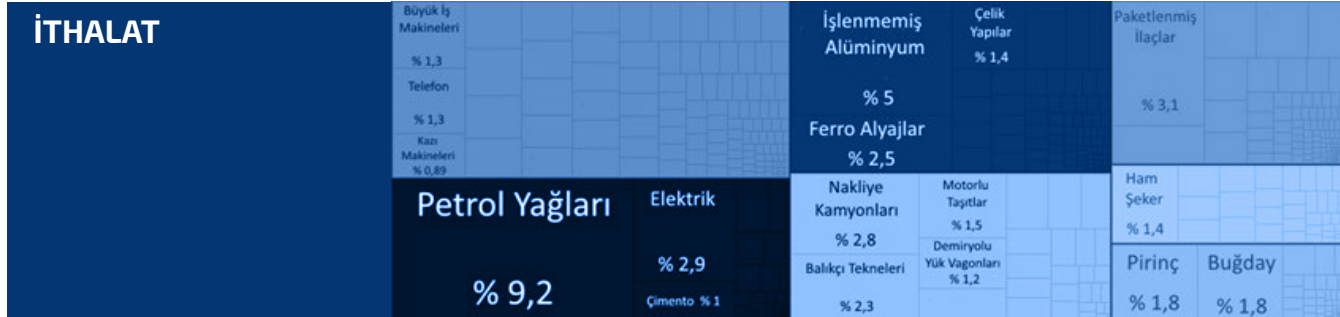 İTHALAT
Büyük İş
Makineleri
% 1,3
Telefon
% 1,3
Kazı
Makineleri
% 0,89
Petrol Yağları
% 9,2
Elektrik
% 2,9
Çimento % 1
İşlenmemiş
Alüminyum
% 5
Ferro Alyajlar
% 2,5
Çelik
Yapılar
% 1,4
Nakliye
Kamyonları
% 2,8
Balıkçı Tekneleri
% 2,3
Motorlu
Taşıtlar
% 1,5
Demiryolu
Yük Vagonları
% 1,2
Paketlenmiş
İlaçlar
% 3,1
Ham
Şeker
% 1,4
Pirinç
% 1,8
Buğday
% 1,8